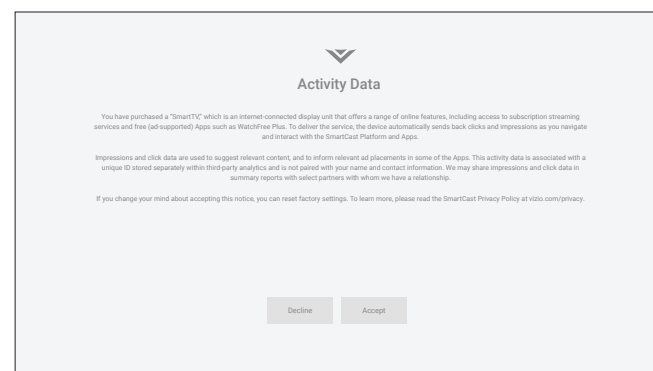 Activity Data
You have purchased a "SmartTV," which is an internet-connected display unit that offers a range of online features, including access to subscription streaming
services and free (ad-supported) Apps such as WatchFree Plus. To deliver the service, the device automatically sends back clicks and impressions as you navigate
and interact with the SmartCast Platform and Apps.
Impressions and click data are used to suggest relevant content, and to inform relevant ad placements in some of the Apps. This activity data is associated with a
unique ID stored separately within third-party analytics and is not paired with your name and contact information. We may share impressions and click data in
summary reports with select partners with whom we have a relationship.
If you change your mind about accepting this notice, you can reset factory settings. To learn more, please read the SmartCast Privacy Policy at vizio.com/privacy.
Decline Accept